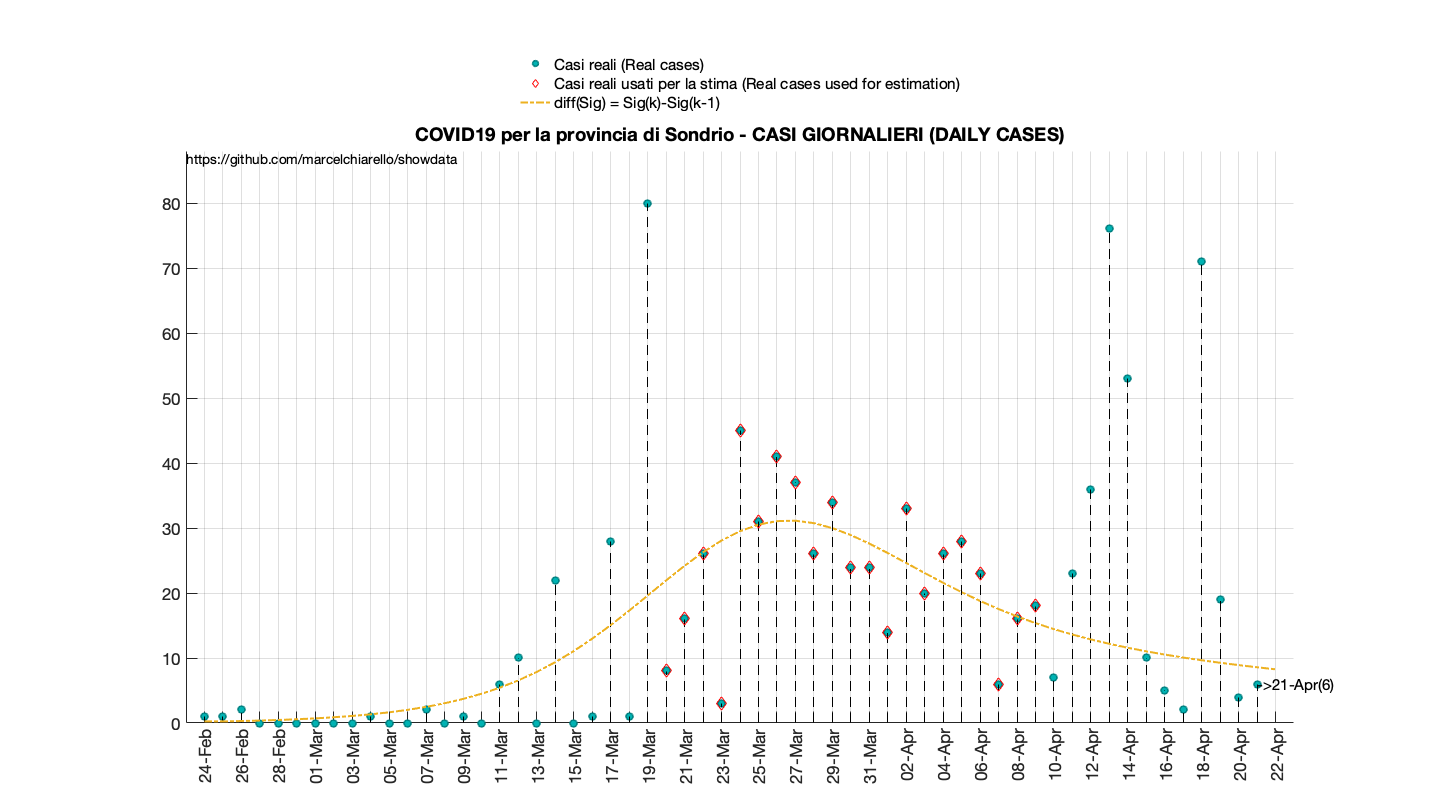 Casi reali (Real cases)
Casi reali usati per la stima (Real cases used for estimation)
diff(Sig) = Sig(k)-Sig(k-1)
COVID19 per la provincia di Sondrio - CASI GIORNALIERI (DAILY CASES)
https://github.com/marcelchiarello/showdata
80
70
60
50
40
30
20
10
0
>21-Apr(6)
24-Feb
26-Feb
28-Feb
01-Mar
03-Mar
05-Mar
07-Mar
09-Mar
11-Mar
13-Mar
15-Mar
17-Mar
19-Mar
21-Mar
23-Mar
25-Mar
27-Mar
29-Mar
31-Mar
02-Apr
04-Apr
06-Apr
08-Apr
10-Apr
12-Apr
14-Apr
16-Apr
18-Apr
20-Apr
22-Apr